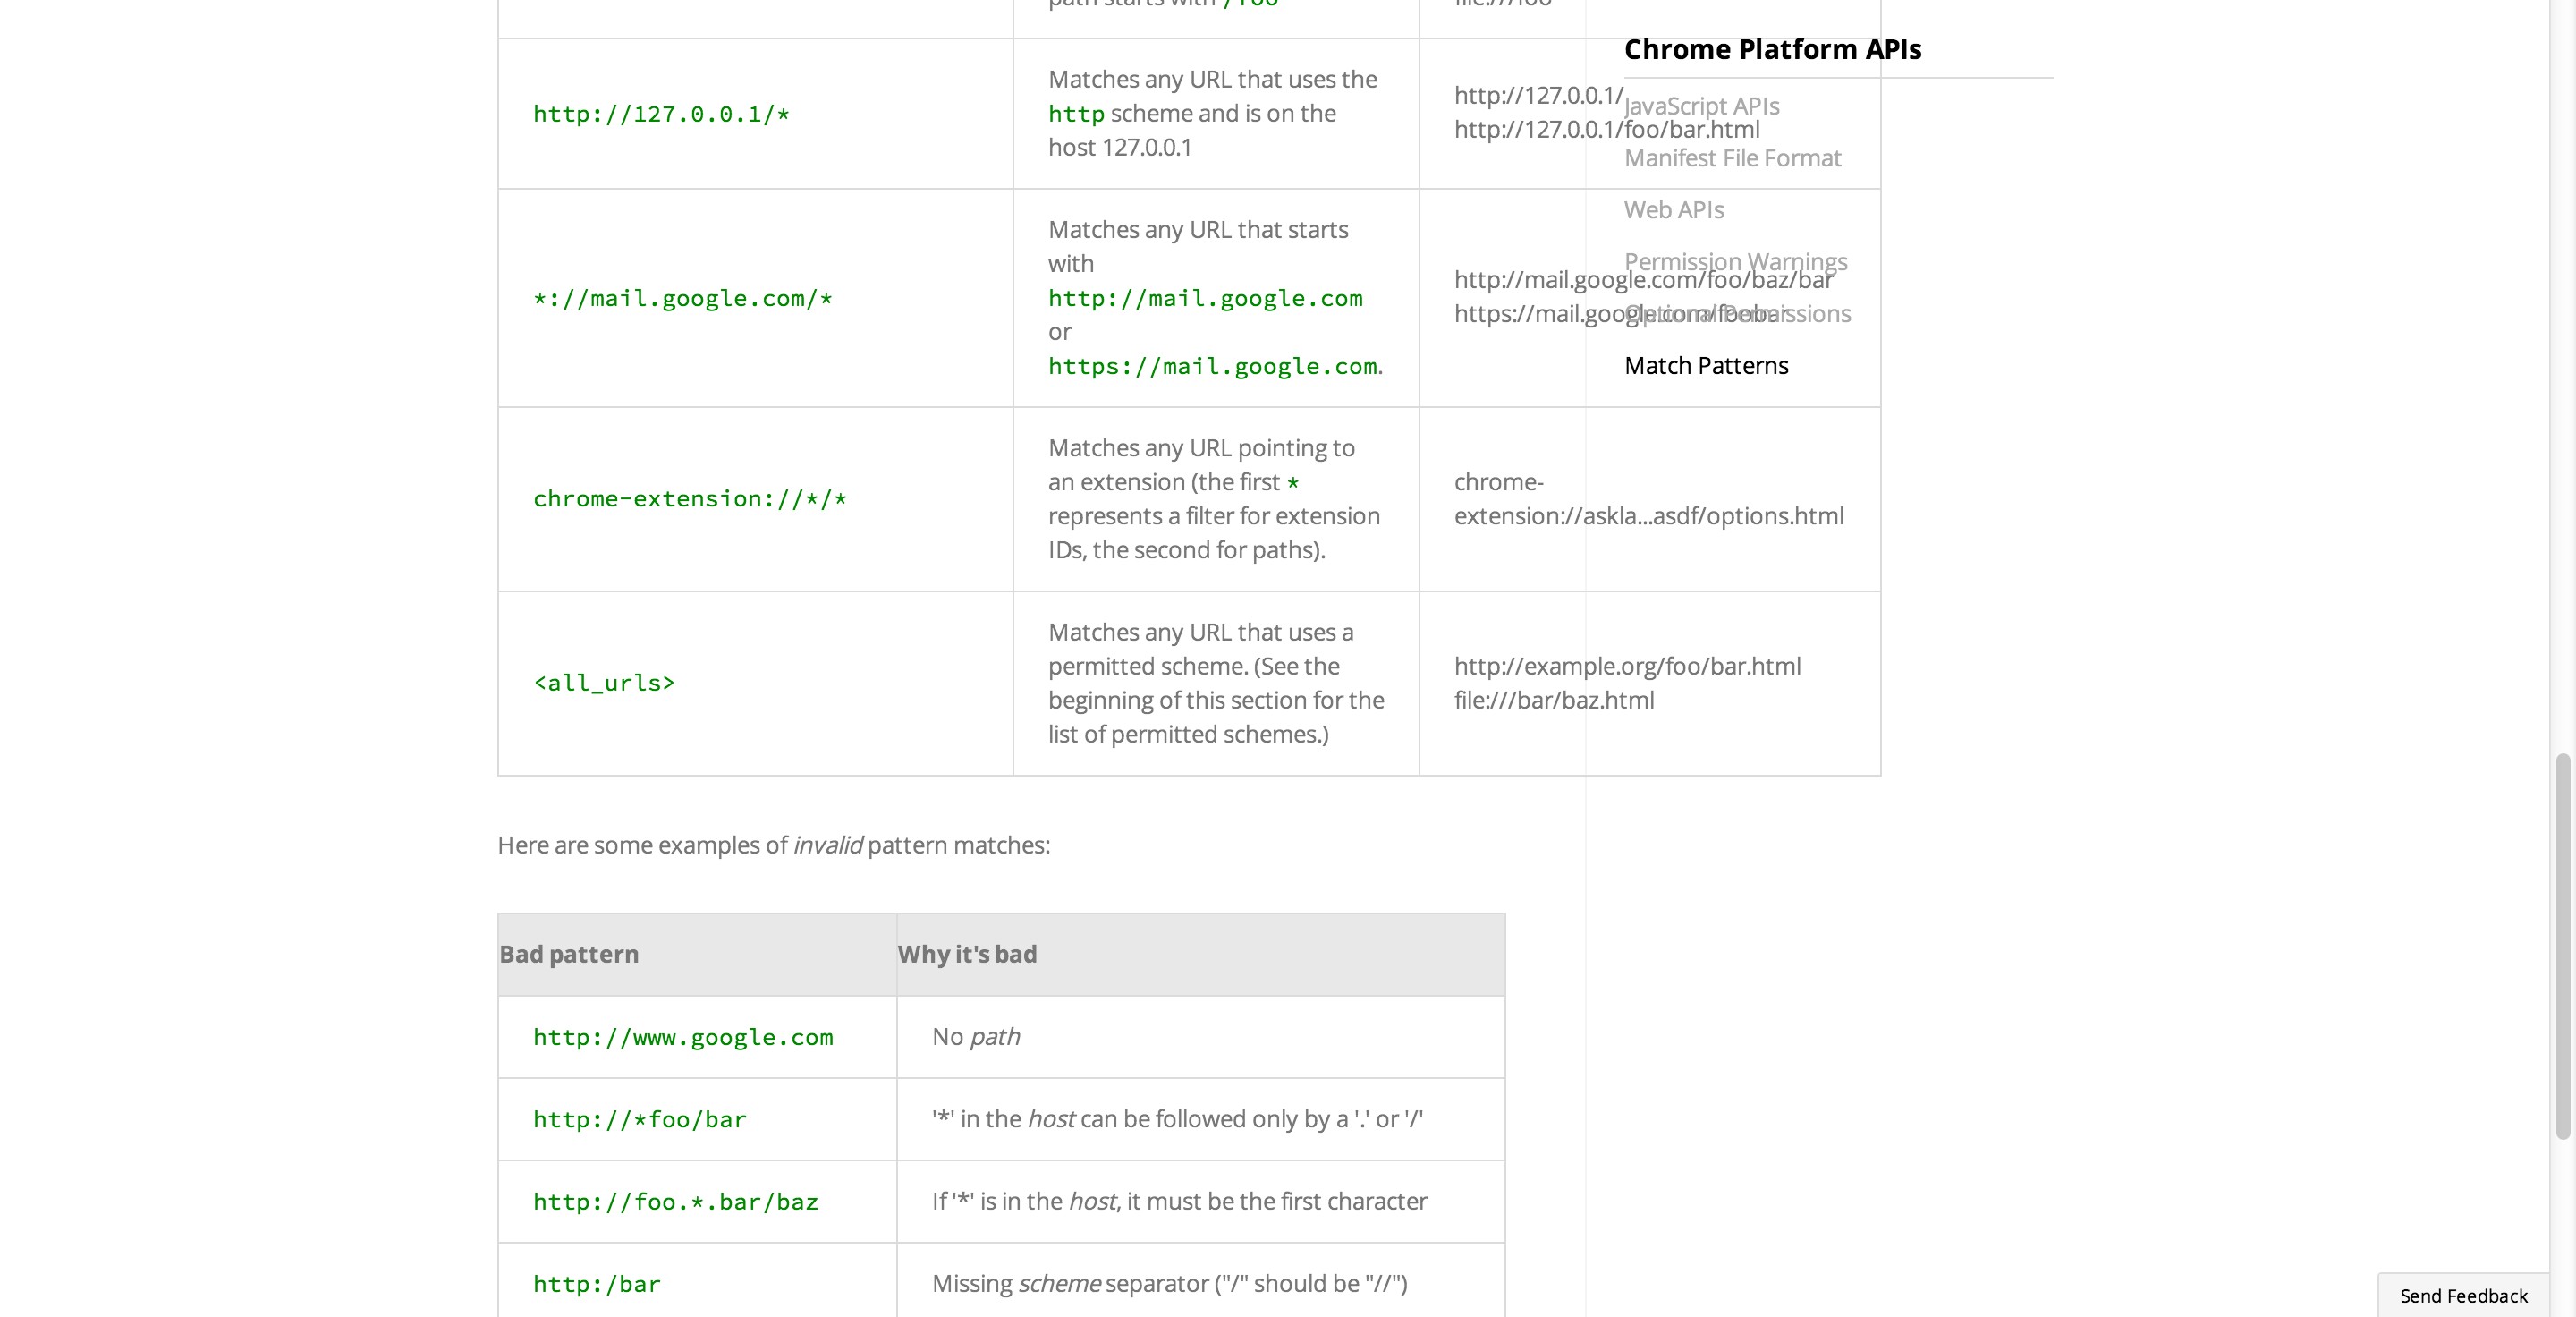 path starts with /foo
file:///foo
http://127.0.0.1/*
Matches any URL that uses the
http scheme and is on the
host 127.0.0.1
http://127.0.0.1/
http://127.0.0.1/foo/bar.html
*://mail.google.com/*
Matches any URL that starts
with
http://mail.google.com
or
https://mail.google.com.
http://mail.google.com/foo/baz/bar
https://mail.google.com/foobar
chrome-extension://*/*
Matches any URL pointing to
an extension (the first *
represents a filter for extension
IDs, the second for paths).
chrome-
extension://askla...asdf/options.html
<all_urls>
Matches any URL that uses a
permitted scheme. (See the
beginning of this section for the
list of permitted schemes.)
http://example.org/foo/bar.html
file:///bar/baz.html
Here are some examples of invalid pattern matches:
Bad pattern
Why it's bad
http://www.google.com
No path
http://*foo/bar
'*' in the host can be followed only by a '.' or '/'
http://foo.*.bar/baz
If '*' is in the host, it must be the first character
http:/bar
Missing scheme separator ("/" should be "//")
Chrome Platform APIs
JavaScript APIs
Manifest File Format
Web APIs
Permission Warnings
Optional Permissions
Match Patterns
Send Feedback